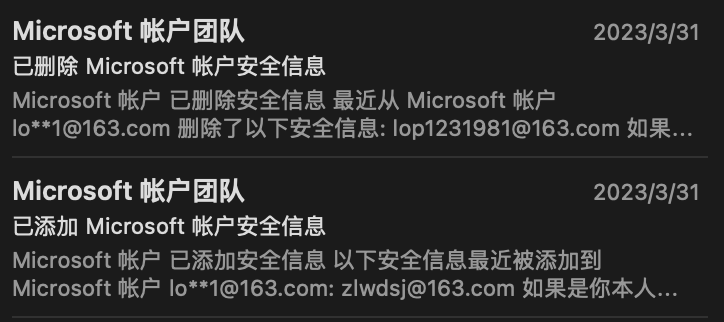 Microsoft 帐户团队
2023/3/31
已删除 Microsoft 帐户安全信息
Microsoft 帐户 已删除安全信息 最近从 Microsoft 帐户
lo**1@163.com 删除了以下安全信息: lop1231981@163.com 如果...
Microsoft 帐户团队
2023/3/31
已添加 Microsoft 帐户安全信息
Microsoft 帐户 已添加安全信息 以下安全信息最近被添加到
Microsoft 帐户 lo**1@163.com: zlwdsj@163.com 如果是你本人...